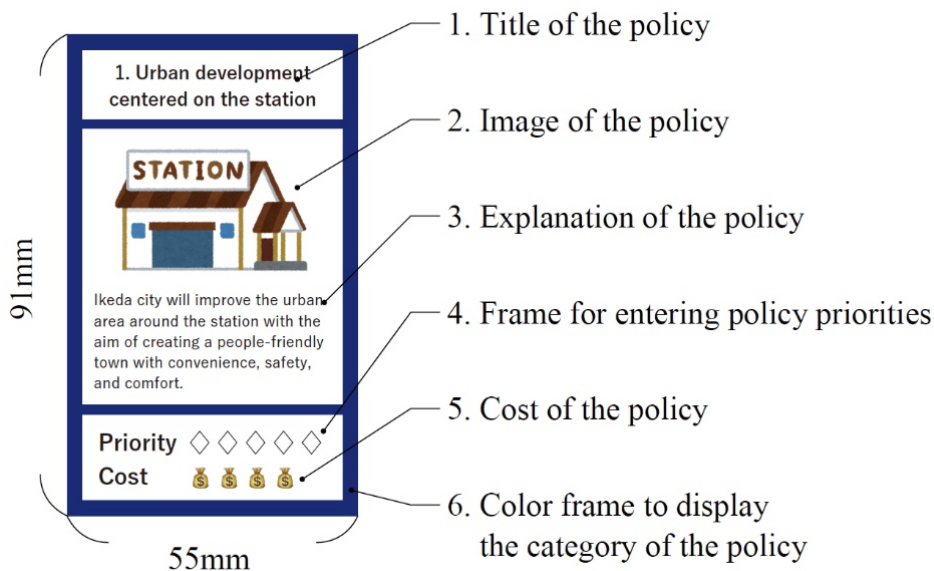 1. Urban development
centered on the station
STATION
Ikeda city will improve the urban
area around the station with the
aim of creating a people-friendly
town with convenience, safety,
and comfort.
Priority
Cost
91mm
55mm
1. Title of the policy
2. Image of the policy
3. Explanation of the policy
4. Frame for entering policy priorities
5. Cost of the policy
6. Color frame to display
the category of the policy